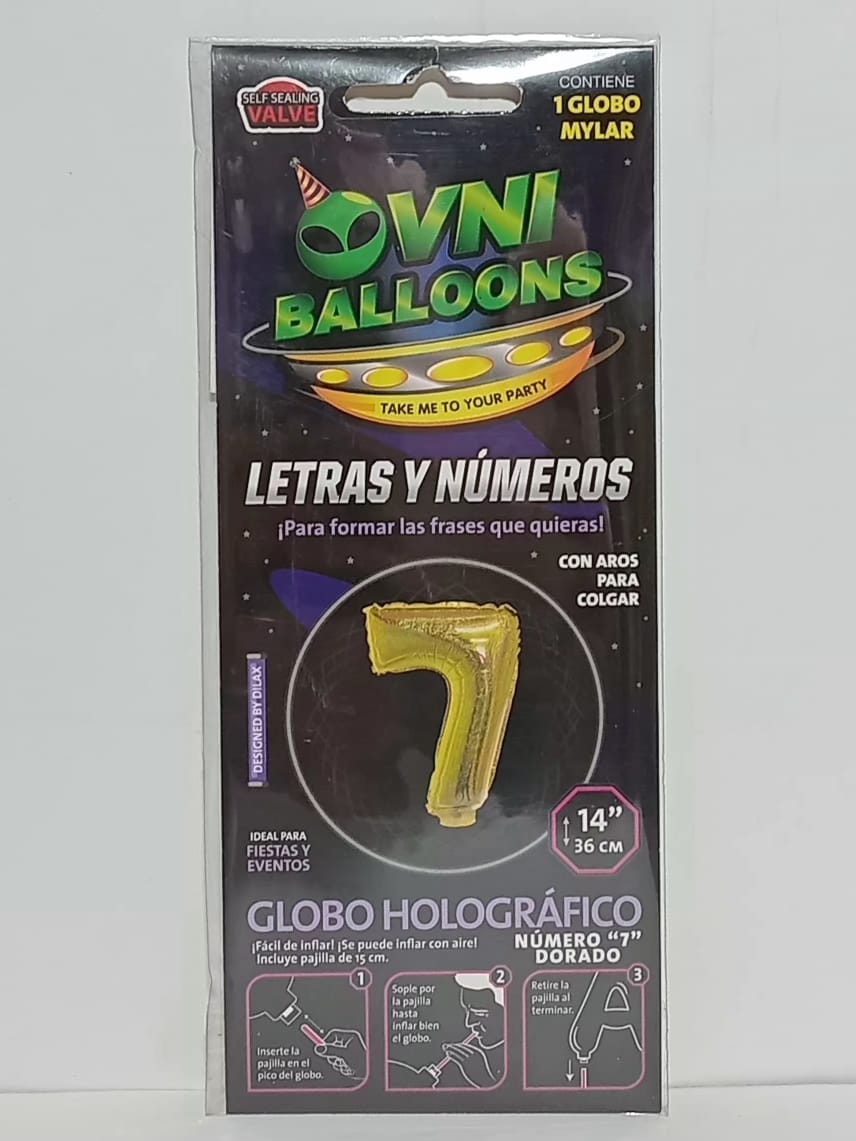 SELF SEALING
VALVE
CONTIENE
1 GLOBO
MYLAR
OVNI
BALLOONS
TAKE ME TO YOUR PARTY
LETRAS Y NÚMEROS
¡Para formar las frases que quieras!
CON AROS
PARA
COLGAR
7
"DESIGNED BY DILAX"
14”
36 CM
IDEAL PARA
FIESTAS Y
EVENTOS
GLOBO HOLOGRÁFICO
¡Fácil de inflar! ¡Se puede inflar con aire!
Incluye pajilla de 15 cm.
NÚMERO “7”
DORADO
1
Inserte la
pajilla en el
pico del globo.
2
Sople por
la pajilla
hasta
inflar bien
el globo.
3
Retire la
pajilla al
terminar.